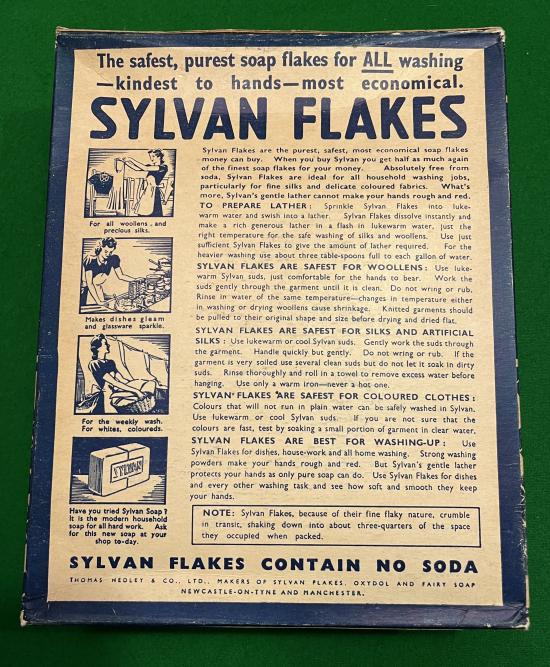 The safest, purest soap flakes for ALL washing
—kindest to hands—most economical.
SYLVAN FLAKES
Sylvan Flakes are the purest, safest, most economical soap flakes
money can buy. When you buy Sylvan you get half as much again
of the finest soap flakes for your money. Absolutely free from
soda, Sylvan Flakes are ideal for all household washing jobs,
particularly for fine silks and delicate coloured fabrics. What's
more, Sylvan's gentle lather cannot make your hands rough and red.
TO PREPARE LATHER: Sprinkle Sylvan Flakes into luke-
warm water and swish into a lather. Sylvan Flakes dissolve instantly and
make a rich generous lather in a flash in lukewarm water, just the
right temperature for the safe washing of silks and woollens. Use just
sufficient Sylvan Flakes to give the amount of lather required. For the
heavier washing use about three table-spoons full to each gallon of water.
SYLVAN FLAKES ARE SAFEST FOR WOOLLENS: Use luke-
warm Sylvan suds, just comfortable for the hands to bear. Work the
suds gently through the garment until it is clean. Do not wring or rub.
Rinse in water of the same temperature—changes in temperature either
in washing or drying woollens cause shrinkage. Knitted garments should
be pulled to their original shape and size before drying and dried flat.
SYLVAN FLAKES ARE SAFEST FOR SILKS AND ARTIFICIAL
SILKS: Use lukewarm or cool Sylvan suds. Gently work the suds through
the garment. Handle quickly but gently. Do not wring or rub. If the
garment is very soiled use several clean suds but do not let it soak in dirty
suds. Rinse thoroughly and roll in a towel to remove excess water before
hanging. Use only a warm iron—never a hot one.
SYLVAN FLAKES ARE SAFEST FOR COLOURED CLOTHES:
Colours that will not run in plain water can be safely washed in Sylvan.
Use lukewarm or cool Sylvan suds. If you are not sure that the
colours are fast, test by soaking a small portion of garment in clear water.
SYLVAN FLAKES ARE BEST FOR WASHING-UP: Use
Sylvan Flakes for dishes, house-work and all home washing. Strong washing
powders make your hands rough and red. But Sylvan's gentle lather
protects your hands as only pure soap can do. Use Sylvan Flakes for dishes
and every other washing task and see how soft and smooth they keep
your hands.
NOTE: Sylvan Flakes, because of their fine flaky nature, crumble
in transit, shaking down into about three-quarters of the space
they occupied when packed.
For all woollens and
precious silks.
Makes dishes gleam
and glassware sparkle.
For the weekly wash.
For whites, coloureds.
SYLVAN
Have you tried Sylvan Soap?
It is the modern household
soap for all hard work. Ask
for this new soap at your
shop to-day.
SYLVAN FLAKES CONTAIN NO SODA
THOMAS HEDLEY & CO., LTD., MAKERS OF SYLVAN FLAKES, OXYDOL AND FAIRY SOAP
NEWCASTLE-ON-TYNE AND MANCHESTER.